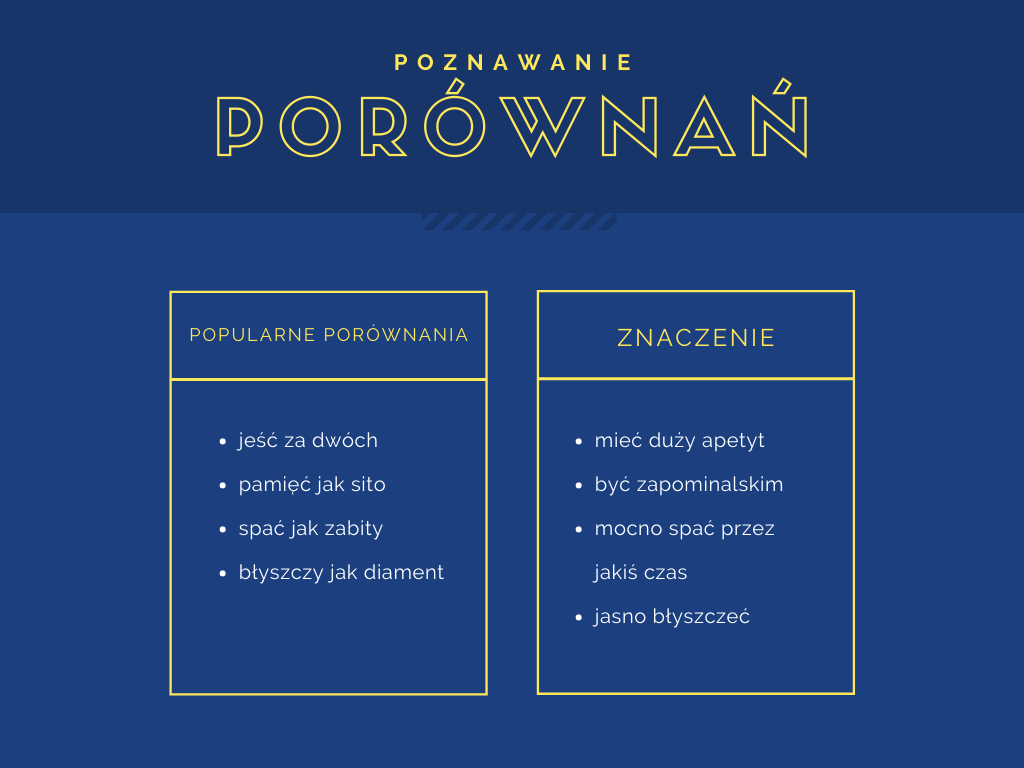 POZNAWANIE
PORÓWNAŃ
POPULARNE PORÓWNANIA
• jeść za dwóch
• pamięć jak sito
• spać jak zabity
• błyszczy jak diament
ZNACZENIE
• mieć duży apetyt
• być zapominalskim
• mocno spać przez
jakiś czas
• jasno błyszczeć